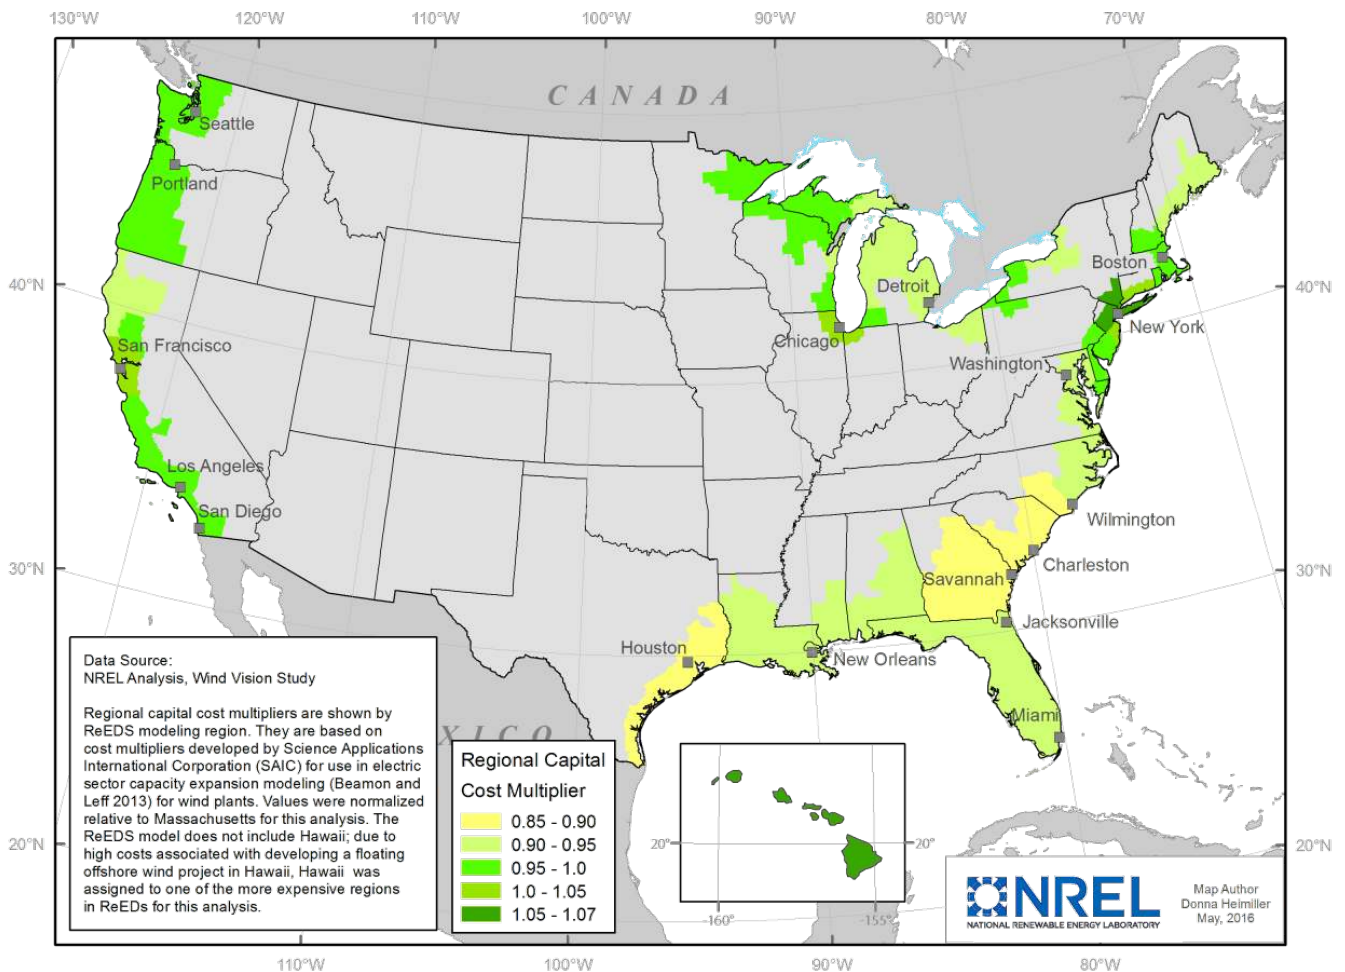 130°W 120°W 110°W 100°W 90°W 80°W 70°W
CANADA
Seattle
Portland
Boston
40°N
Detroit
40°N
New York
San Francisco
Chicago
Washington
Los Angeles
San Diego
Wilmington
Charleston
30°N
Savannah
30°N
Jacksonville
Houston
New Orleans
Miami
XICO
Data Source:
NREL Analysis, Wind Vision Study
Regional capital cost multipliers are shown by
ReEDS modeling region. They are based on
cost multipliers developed by Science Applications
International Corporation (SAIC) for use in electric
sector capacity expansion modeling (Beamon and
Leff 2013) for wind plants. Values were normalized
relative to Massachusetts for this analysis. The
ReEDS model does not include Hawaii; due to
high costs associated with developing a floating
offshore wind project in Hawaii, Hawaii was
assigned to one of the more expensive regions
in ReEDs for this analysis.
Regional Capital
Cost Multiplier
0.85 - 0.90
0.90 - 0.95
0.95 - 1.0
1.0 - 1.05
1.05 - 1.07
20° 20°
-160° -155°
20°N
20°N
NREL
NATIONAL RENEWABLE ENERGY LABORATORY
Map Author
Donna Heimiller
May, 2016
110°W 100°W 90°W 80°W